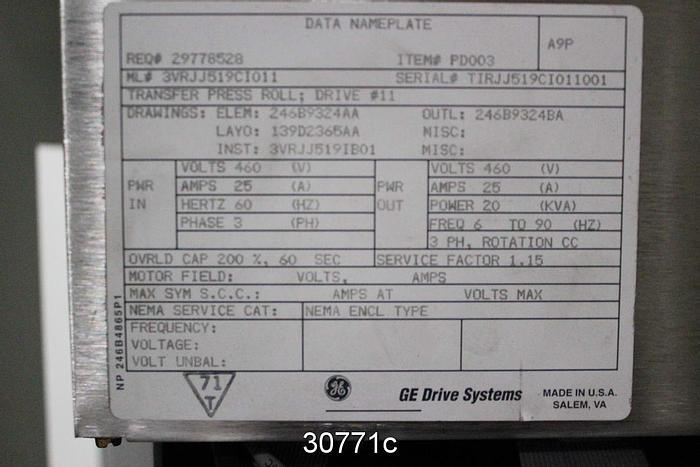 DATA NAMEPLATE
A9P
REQ# 29778528 ITEM# PD003
ML# 3VRJJ519CI011 SERIAL# TIRJJ519CI011001
TRANSFER PRESS ROLL; DRIVE #11
DRAWINGS: ELEM: 246B9324AA OUTL: 246B9324BA
LAYO: 139D2365AA MISC:
INST: 3VRJJ519IB01 MISC:
PWR IN
VOLTS 460 (V)
AMPS 25 (A)
HERTZ 60 (HZ)
PHASE 3 (PH)
PWR OUT
VOLTS 460 (V)
AMPS 25 (A)
POWER 20 (KVA)
FREQ 6 TO 90 (HZ)
3 PH, ROTATION CC
OVRLD CAP 200 %, 60 SEC SERVICE FACTOR 1.15
MOTOR FIELD: VOLTS, AMPS
MAX SYM S.C.C.: AMPS AT VOLTS MAX
NEMA SERVICE CAT: NEMA ENCL TYPE
FREQUENCY:
VOLTAGE:
VOLT UNBAL:
NP 246B4865P1
71
T
GE
GE Drive Systems
MADE IN U.S.A.
SALEM, VA
30771c